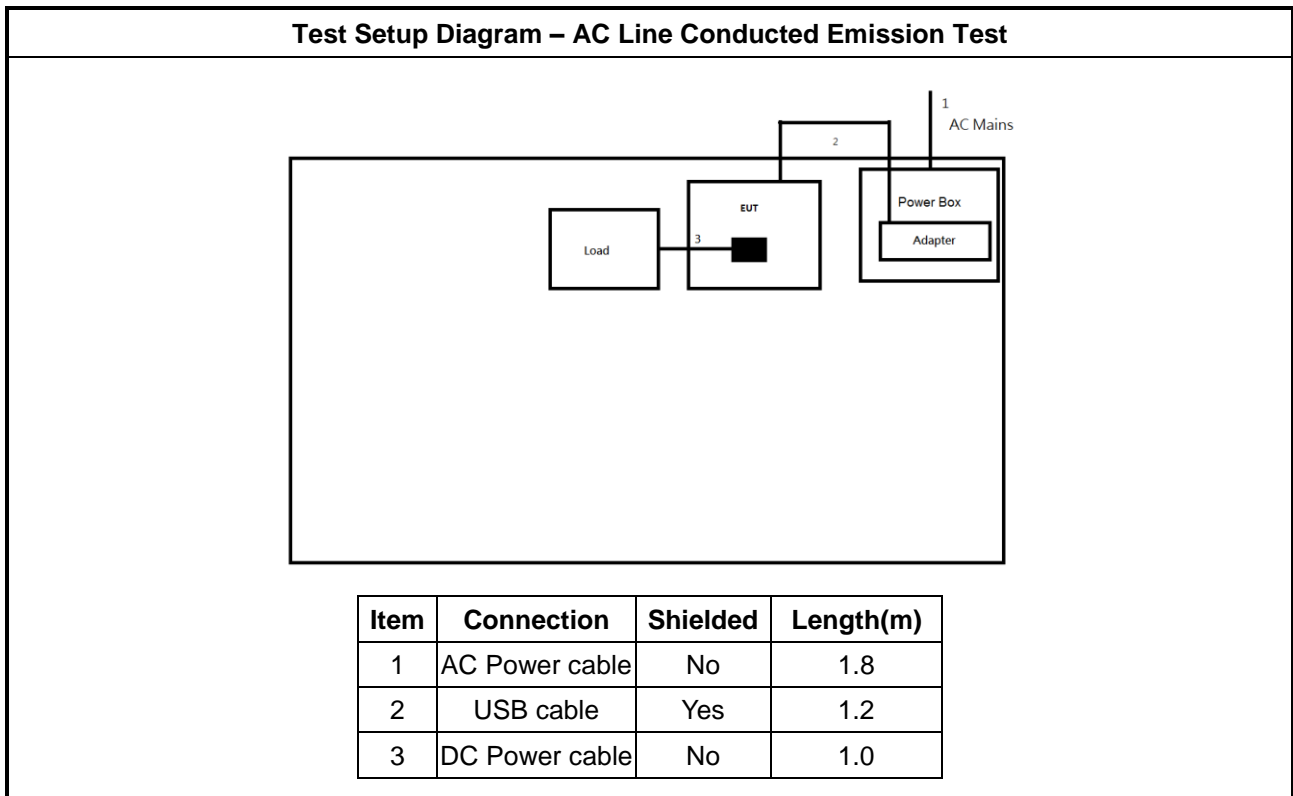 Test Setup Diagram – AC Line Conducted Emission Test
1
AC Mains
2
Power Box
EUT
Adapter
3
Load
Item Connection Shielded Length(m)
1 AC Power cable No 1.8
2 USB cable Yes 1.2
3 DC Power cable No 1.0